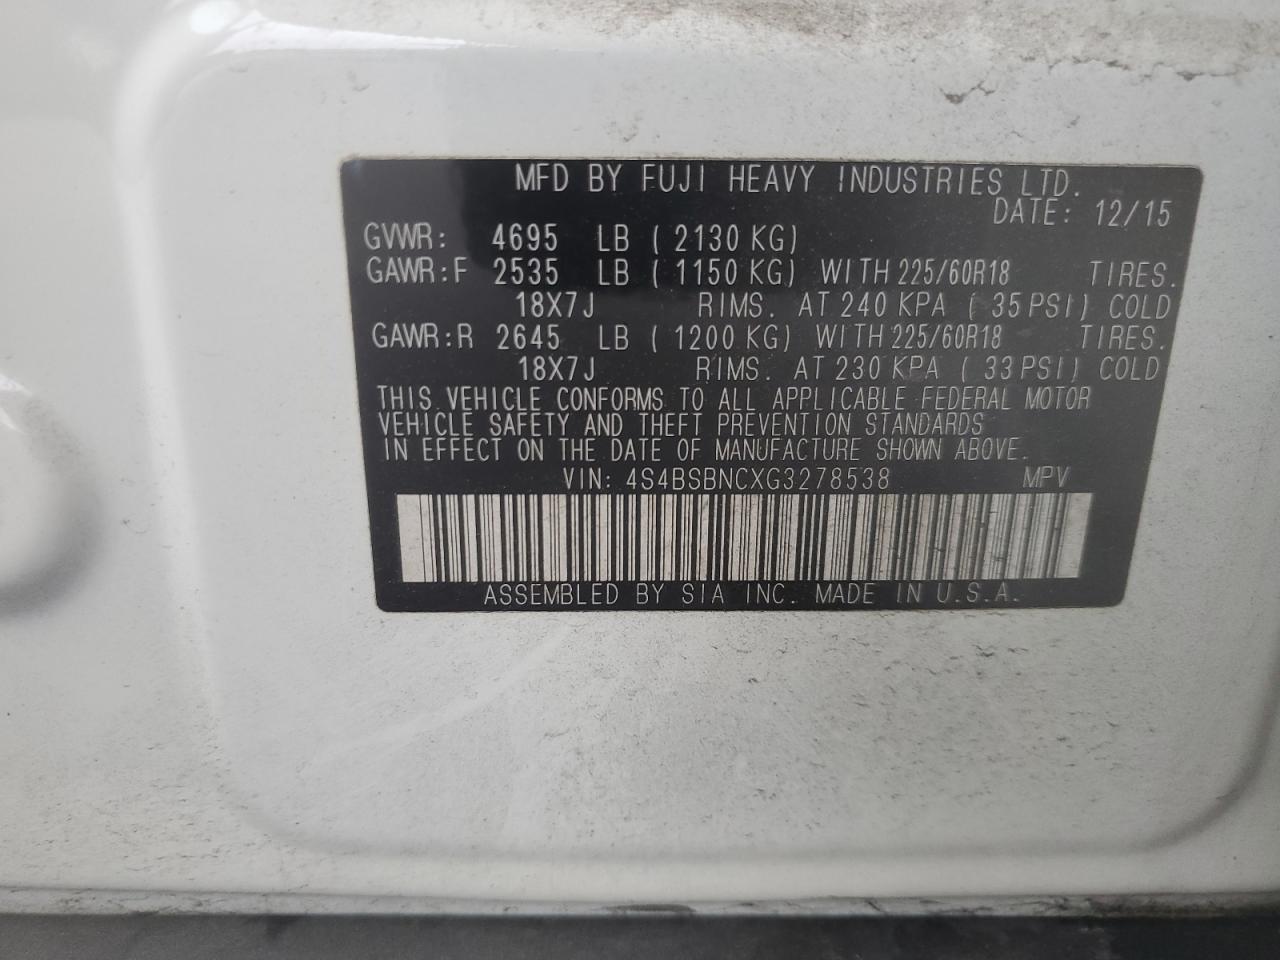 MFD BY FUJI HEAVY INDUSTRIES LTD.
DATE: 12/15
GVWR: 4695 LB ( 2130 KG)
GAWR:F 2535 LB ( 1150 KG) WITH 225/60R18 TIRES.
18X7J RIMS. AT 240 KPA ( 35 PSI) COLD
GAWR:R 2645 LB ( 1200 KG) WITH 225/60R18 TIRES.
18X7J RIMS. AT 230 KPA ( 33 PSI) COLD
THIS VEHICLE CONFORMS TO ALL APPLICABLE FEDERAL MOTOR
VEHICLE SAFETY AND THEFT PREVENTION STANDARDS
IN EFFECT ON THE DATE OF MANUFACTURE SHOWN ABOVE.
VIN: 4S4BSBNCXG3278538 MPV
ASSEMBLED BY SIA INC. MADE IN U.S.A.